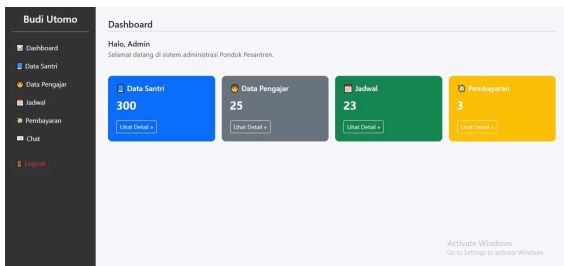 Budi Utomo
Dashboard
Data Santri
Data Pengajar
Jadwal
Pembayaran
Chat
Logout
Dashboard
Halo, Admin
Selamat datang di sistem administrasi Pondok Pesantren.
Data Santri
300
Lihat Detail »
Data Pengajar
25
Lihat Detail »
Jadwal
23
Lihat Detail »
Pembayaran
3
Lihat Detail »
Activate Windows
Go to Settings to activate Windows.